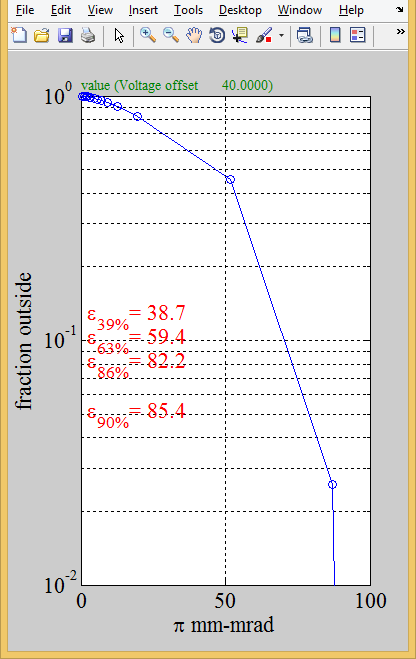 File Edit View Insert Tools Desktop Window Help
value (Voltage offset 40.0000)
10^0
fraction outside
ε39% = 38.7
10^-1
ε63% = 59.4
ε86% = 82.2
ε90% = 85.4
10^-2
0 50 100
π mm-mrad